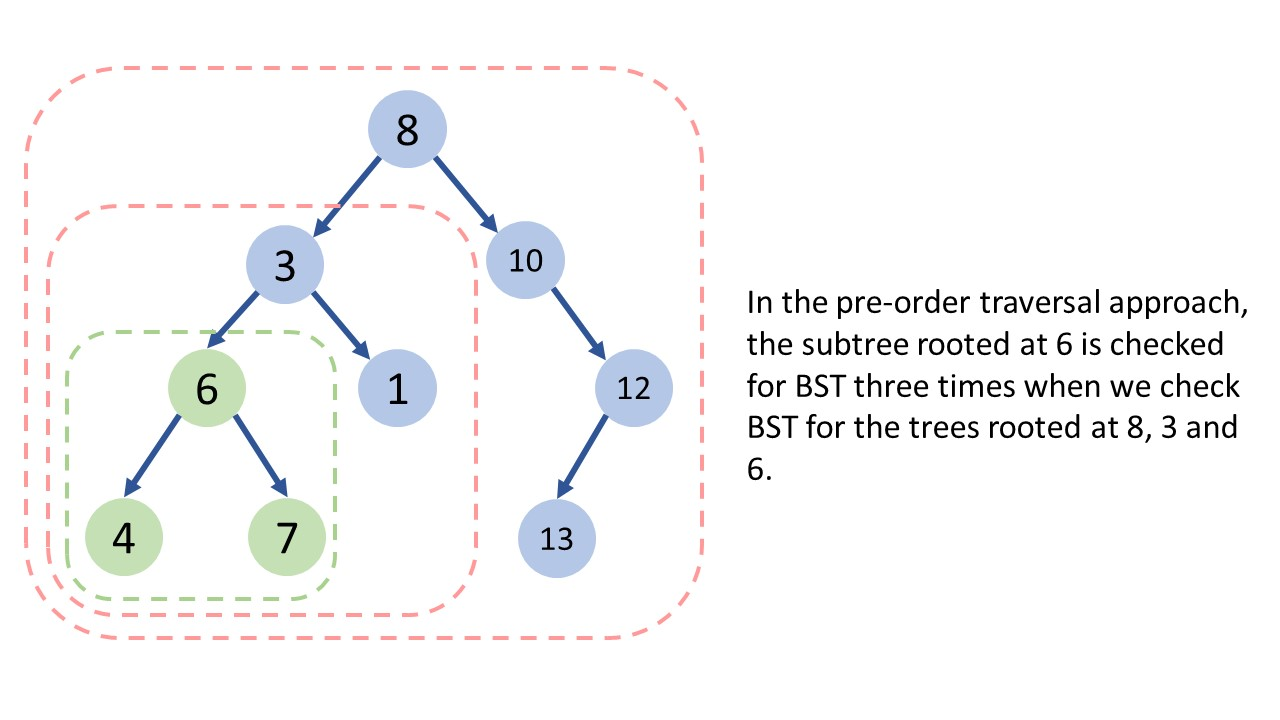 8
3
10
6
1
12
4
7
13
In the pre-order traversal approach,
the subtree rooted at 6 is checked
for BST three times when we check
BST for the trees rooted at 8, 3 and
6.